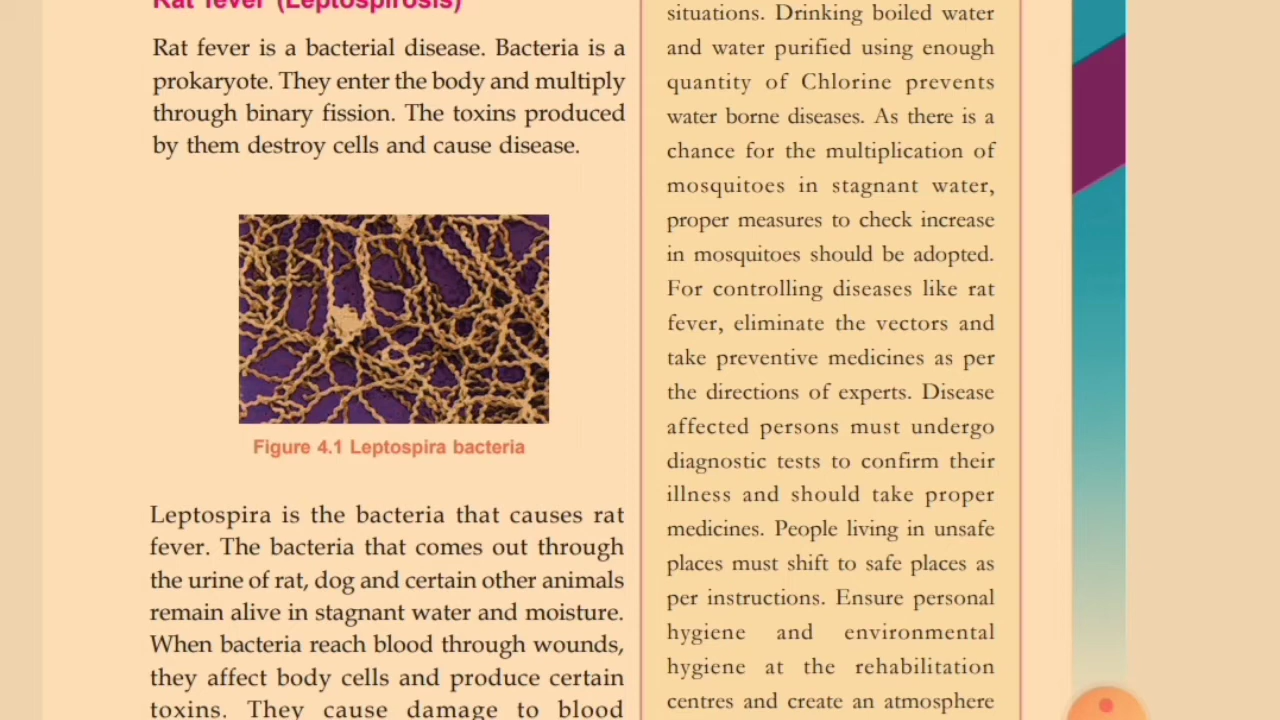 Rat fever (Leptospirosis)
Rat fever is a bacterial disease. Bacteria is a
prokaryote. They enter the body and multiply
through binary fission. The toxins produced
by them destroy cells and cause disease.
Figure 4.1 Leptospira bacteria
Leptospira is the bacteria that causes rat
fever. The bacteria that comes out through
the urine of rat, dog and certain other animals
remain alive in stagnant water and moisture.
When bacteria reach blood through wounds,
they affect body cells and produce certain
toxins. They cause damage to blood
situations. Drinking boiled water
and water purified using enough
quantity of Chlorine prevents
water borne diseases. As there is a
chance for the multiplication of
mosquitoes in stagnant water,
proper measures to check increase
in mosquitoes should be adopted.
For controlling diseases like rat
fever, eliminate the vectors and
take preventive medicines as per
the directions of experts. Disease
affected persons must undergo
diagnostic tests to confirm their
illness and should take proper
medicines. People living in unsafe
places must shift to safe places as
per instructions. Ensure personal
hygiene and environmental
hygiene at the rehabilitation
centres and create an atmosphere